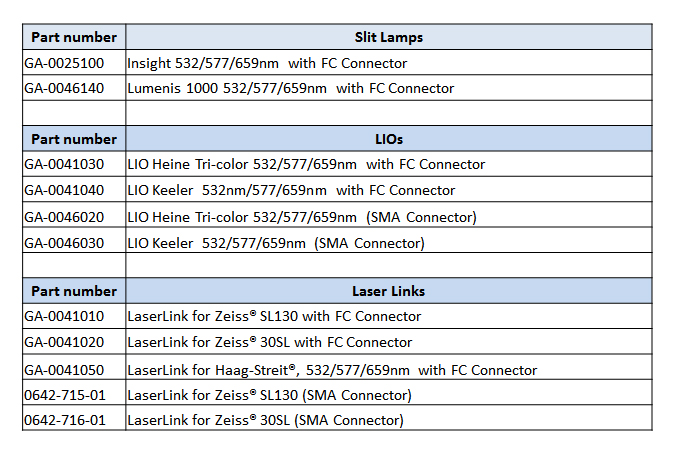 Part number Slit Lamps
GA-0025100 Insight 532/577/659nm with FC Connector
GA-0046140 Lumenis 1000 532/577/659nm with FC Connector
Part number LIOs
GA-0041030 LIO Heine Tri-color 532/577/659nm with FC Connector
GA-0041040 LIO Keeler 532nm/577/659nm with FC Connector
GA-0046020 LIO Heine Tri-color 532/577/659nm (SMA Connector)
GA-0046030 LIO Keeler 532/577/659nm (SMA Connector)
Part number Laser Links
GA-0041010 LaserLink for Zeiss® SL130 with FC Connector
GA-0041020 LaserLink for Zeiss® 30SL with FC Connector
GA-0041050 LaserLink for Haag-Streit®, 532/577/659nm with FC Connector
0642-715-01 LaserLink for Zeiss® SL130 (SMA Connector)
0642-716-01 LaserLink for Zeiss® 30SL (SMA Connector)